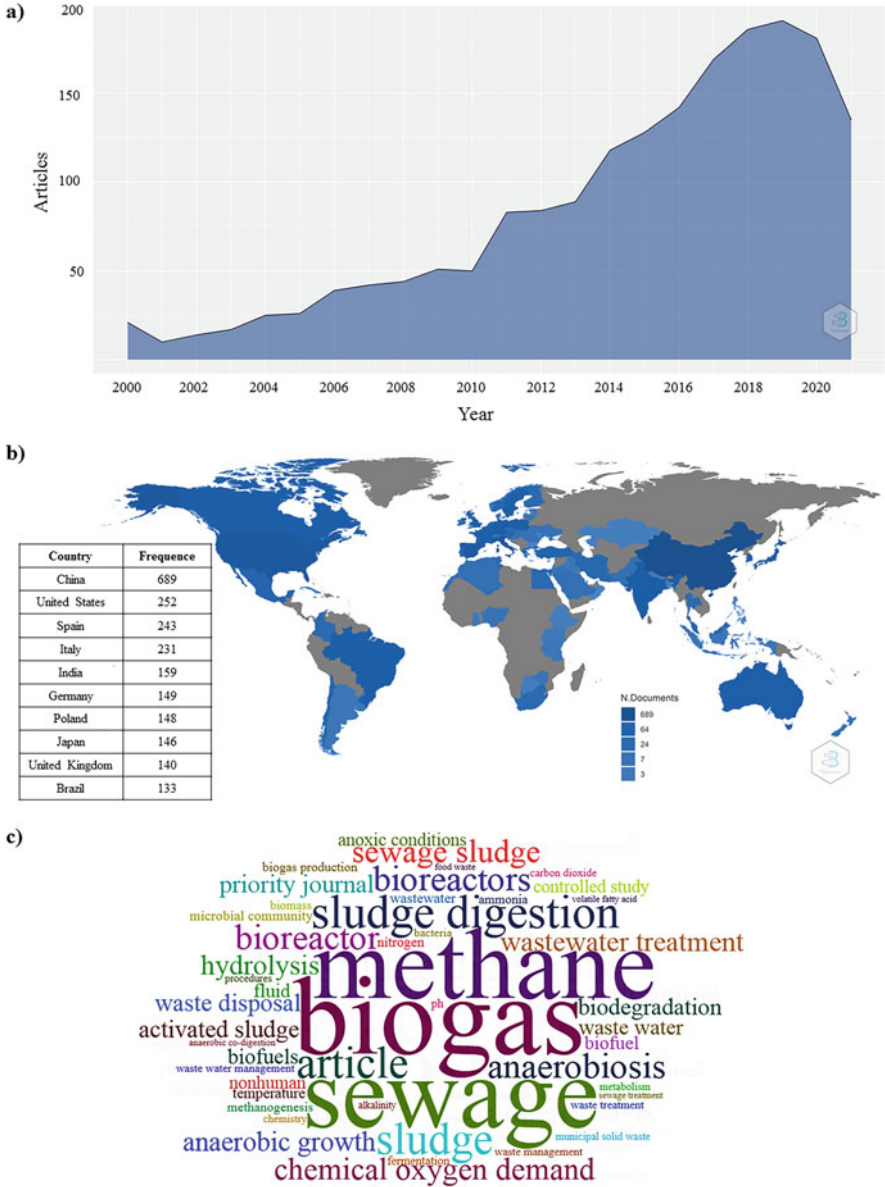 a)
200
150
100
50
Articles
2000 2002 2004 2006 2008 2010 2012 2014 2016 2018 2020
Year
b)
Country Frequence
China 689
United States 252
Spain 243
Italy 231
India 159
Germany 149
Poland 148
Japan 146
United Kingdom 140
Brazil 133
N.Documents
689
64
24
7
3
c)
anoxic conditions
sewage sludge
biogas production
food waste
carbon dioxide
priority journal
bioreactors
controlled study
wastewater
ammonia
volatile fatty acid
biomass
microbial community
sludge digestion
bacteria
bioreactor
nitrogen
wastewater treatment
methane
hydrolysis
procedures
fluid
ph
waste disposal
biogas
biodegradation
activated sludge
waste water
anaerobic co-digestion
biofuel
biofuels
article
anaerobiosis
waste water management
nonhuman
sewage
metabolism
temperature
sewage treatment
methanogenesis
alkalinity
waste treatment
chemistry
anaerobic growth
sludge
municipal solid waste
waste management
fermentation
chemical oxygen demand